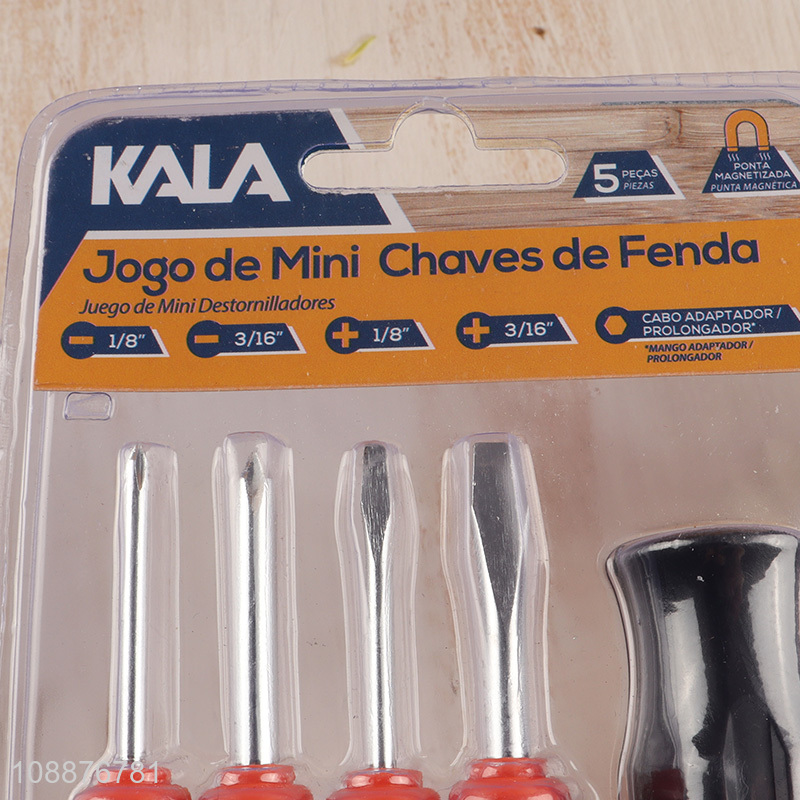 KALA
5 PEÇAS
PIEZAS
PONTA
MAGNETIZADA
PUNTA MAGNÉTICA
Jogo de Mini Chaves de Fenda
Juego de Mini Destornilladores
1/8" 3/16" 1/8" 3/16" CABO ADAPTADOR /
PROLONGADOR*
*MANGO ADAPTADOR /
PROLONGADOR
108876781